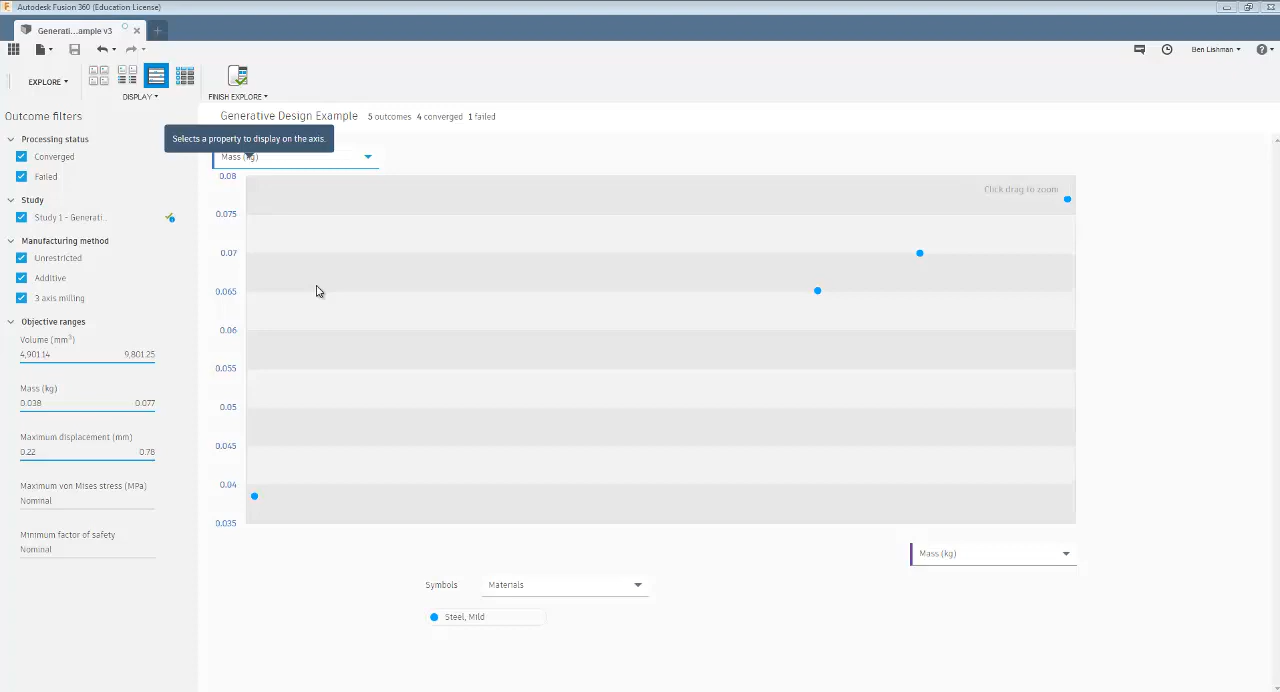 Autodesk Fusion 360 (Education License)
Generati...ample v3
Ben Lishman
EXPLORE
DISPLAY
FINISH EXPLORE
Outcome filters
Generative Design Example 5 outcomes 4 converged 1 failed
Processing status
Converged
Failed
Study
Study 1 - Generati...
Manufacturing method
Unrestricted
Additive
3 axis milling
Objective ranges
Volume (mm³)
4,901.14 9,801.25
Mass (kg)
0.038 0.077
Maximum displacement (mm)
0.22 0.78
Maximum von Mises stress (MPa)
Nominal
Minimum factor of safety
Nominal
Selects a property to display on the axis.
Mass (kg)
Click drag to zoom
0.08
0.075
0.07
0.065
0.06
0.055
0.05
0.045
0.04
0.035
Mass (kg)
Symbols Materials
Steel, Mild